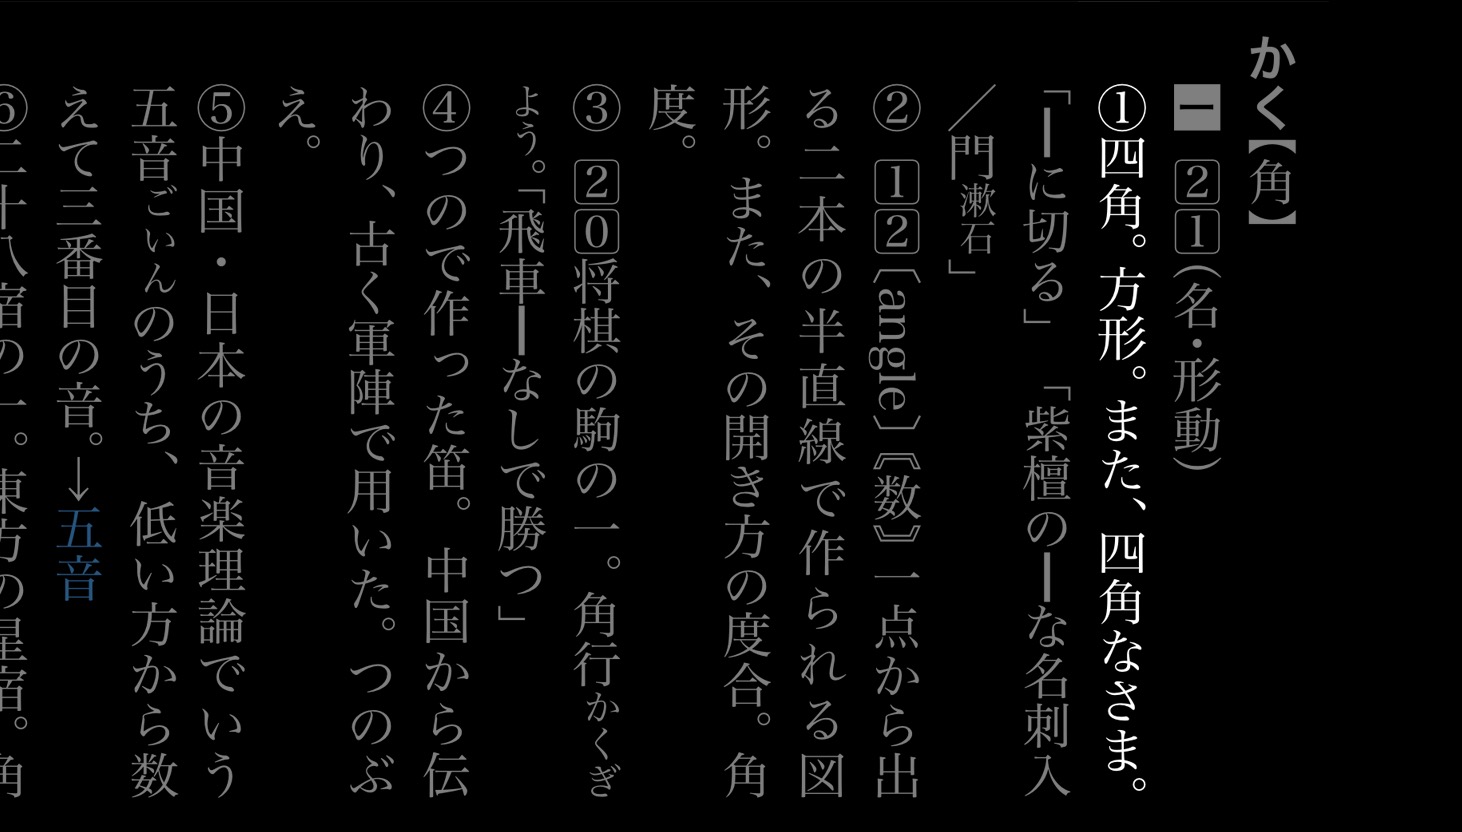 かく【角】
一 21(名・形動)
①四角。方形。また、四角なさま。
「━に切る」 「紫檀の━な名刺入
／門漱石」
② 12〔angle〕〘数〙一点から出
る二本の半直線で作られる図
形。また、その開き方の度合。角
度。
③ 20将棋の駒の一。角行かくぎ
よう。「飛車━なしで勝つ」
④つので作った笛。中国から伝
わり、古く軍陣で用いた。つのぶ
え。
⑤中国・日本の音楽理論でいう
五音ごいんのうち、低い方から数
えて三番目の音。→五音
⑥二十八宿の一。東方の星宿。角